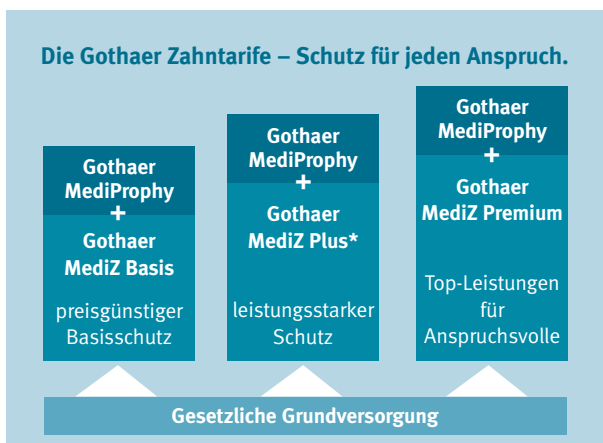 Die Gothaer Zahntarife – Schutz für jeden Anspruch.
Gothaer
MediProphy
+
Gothaer
MediZ Basis
preisgünstiger
Basisschutz
Gothaer
MediProphy
+
Gothaer
MediZ Plus*
leistungsstarker
Schutz
Gothaer
MediProphy
+
Gothaer
MediZ Premium
Top-Leistungen
für
Anspruchsvolle
Gesetzliche Grundversorgung